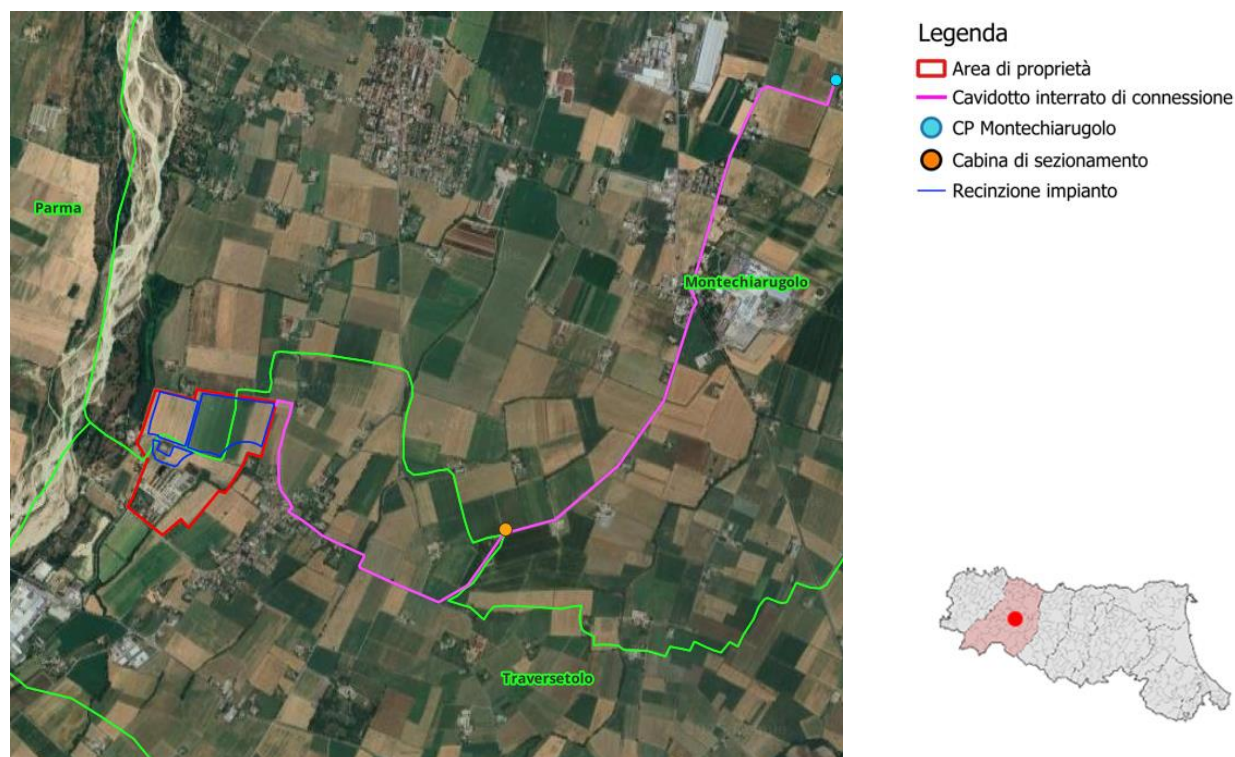 Legenda
Area di proprietà
Cavidotto interrato di connessione
CP Montechiarugolo
Cabina di sezionamento
Recinzione impianto
Parma
Montechiarugolo
Traversetolo